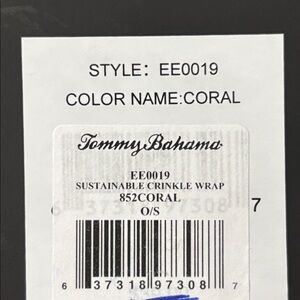 STYLE: EE0019
COLOR NAME:CORAL
Tommy Bahama
EE0019
SUSTAINABLE CRINKLE WRAP
852CORAL
O/S
7
6 37318 97308 7